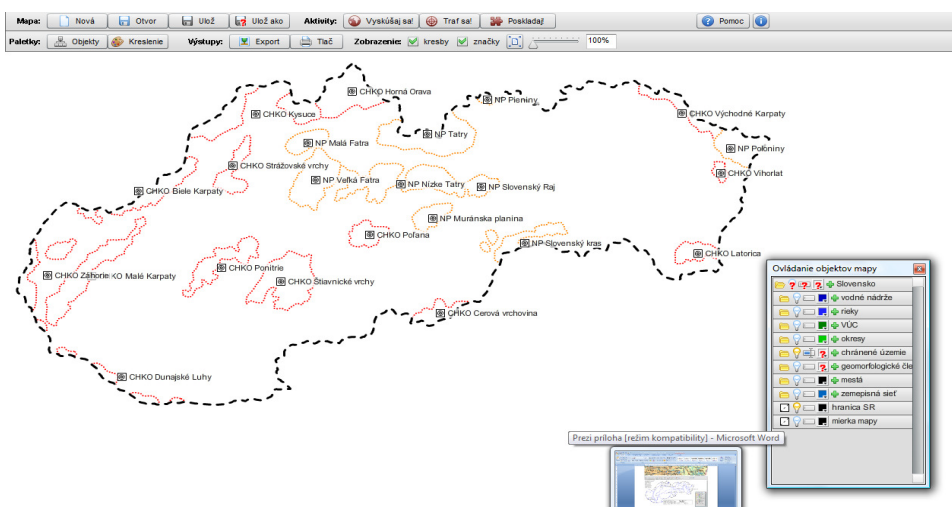 Mapa: Nová Otvor Ulož Ulož ako Aktivity: Vyskúšaj sa! Traf sa! Poskladaj! Pomoc
Paletky: Objekty Kreslenie Výstupy: Export Tlač Zobrazenie: kresby značky 100%
CHKO Horná Orava
NP Pieniny
CHKO Kysuce
CHKO Východné Karpaty
NP Tatry
NP Malá Fatra
NP Poloniny
CHKO Strážovské vrchy
CHKO Vihorlat
NP Veľká Fatra
NP Nízke Tatry
NP Slovenský Raj
CHKO Biele Karpaty
NP Muránska planina
CHKO Poľana
NP Slovenský kras
CHKO Latorica
CHKO Ponitrie
CHKO Záhorie
KO Malé Karpaty
CHKO Štiavnické vrchy
CHKO Cerová vrchovina
CHKO Dunajské Luhy
Ovládanie objektov mapy
Slovensko
vodné nádrže
rieky
VÚC
okresy
chránené územie
geomorfologické čle
mestá
zemepisná sieť
hranica SR
mierka mapy
Prezi príloha [režim kompatibility] - Microsoft Word